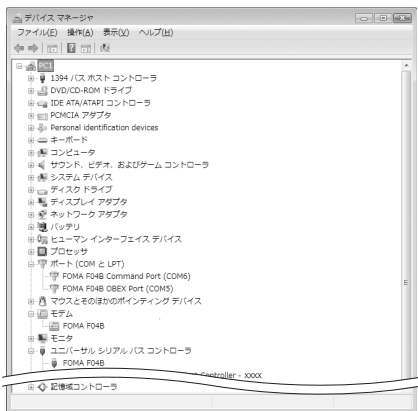 デバイス マネージャ
ファイル(F) 操作(A) 表示(V) ヘルプ(H)
PCI
1394 バス ホスト コントローラ
DVD/CD-ROM ドライブ
IDE ATA/ATAPI コントローラ
PCMCIA アダプタ
Personal identification devices
キーボード
コンピュータ
サウンド、ビデオ、およびゲーム コントローラ
システム デバイス
ディスク ドライブ
ディスプレイ アダプタ
ネットワーク アダプタ
バッテリ
ヒューマン インターフェイス デバイス
プロセッサ
ポート (COM と LPT)
FOMA F04B Command Port (COM6)
FOMA F04B OBEX Port (COM5)
マウスとそのほかのポインティング デバイス
モデム
FOMA F04B
モニタ
ユニバーサル シリアル バス コントローラ
FOMA F04B
Controller - xxxx
記憶域コントローラ